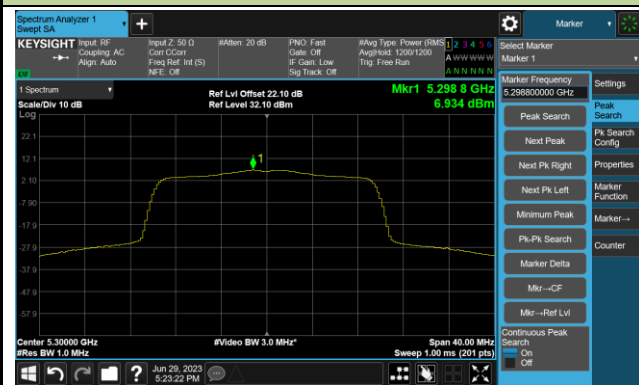 Spectrum Analyzer 1
Swept SA
+
Marker
KEYSIGHT
Input: RF
Coupling: AC
Align: Auto
Input Z: 50 Ω
Corr CCorr
Freq Ref: Int (S)
NFE: Off
#Atten: 20 dB
PNO: Fast
Gate: Off
IF Gain: Low
Sig Track: Off
#Avg Type: Power (RMS
Avg|Hold: 1200/1200
Trig: Free Run
1 2 3 4 5 6
A W W W W W
A N N N N N
Select Marker
Marker 1
1 Spectrum
Scale/Div 10 dB
Log
Ref Lvl Offset 22.10 dB
Ref Level 32.10 dBm
Mkr1 5.298 8 GHz
6.934 dBm
22.1
12.1
2.10
-7.90
-17.9
-27.9
-37.9
-47.9
-57.9
1
Center 5.30000 GHz
#Res BW 1.0 MHz
#Video BW 3.0 MHz*
Span 40.00 MHz
Sweep 1.00 ms (201 pts)
Marker Frequency
5.298800000 GHz
Peak Search
Next Peak
Next Pk Right
Next Pk Left
Minimum Peak
Pk-Pk Search
Marker Delta
Mkr→CF
Mkr→Ref Lvl
Continuous Peak
Search
On
Off
Settings
Peak
Search
Pk Search
Config
Properties
Marker
Function
Marker→
Counter
?
Jun 29, 2023
5:23:22 PM